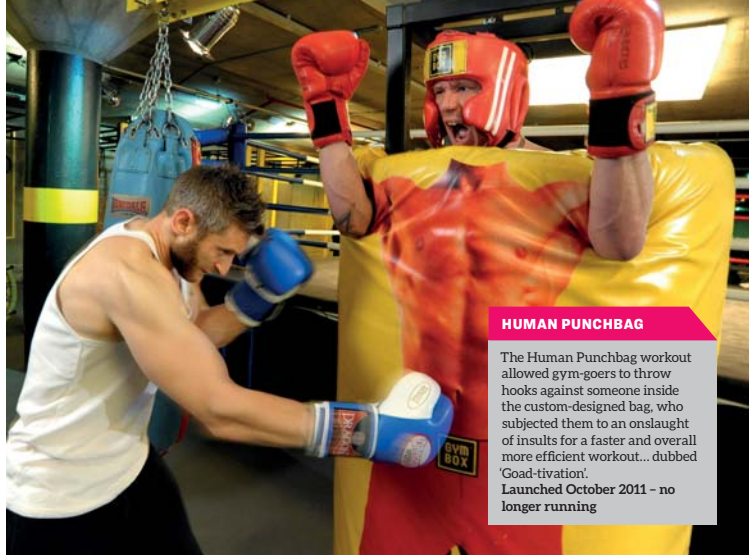 LONSDALE
GYM
BOX
HUMAN PUNCHBAG
The Human Punchbag workout
allowed gym-goers to throw
hooks against someone inside
the custom-designed bag, who
subjected them to an onslaught
of insults for a faster and overall
more efficient workout... dubbed
‘Goad-tivation’.
Launched October 2011 – no
longer running